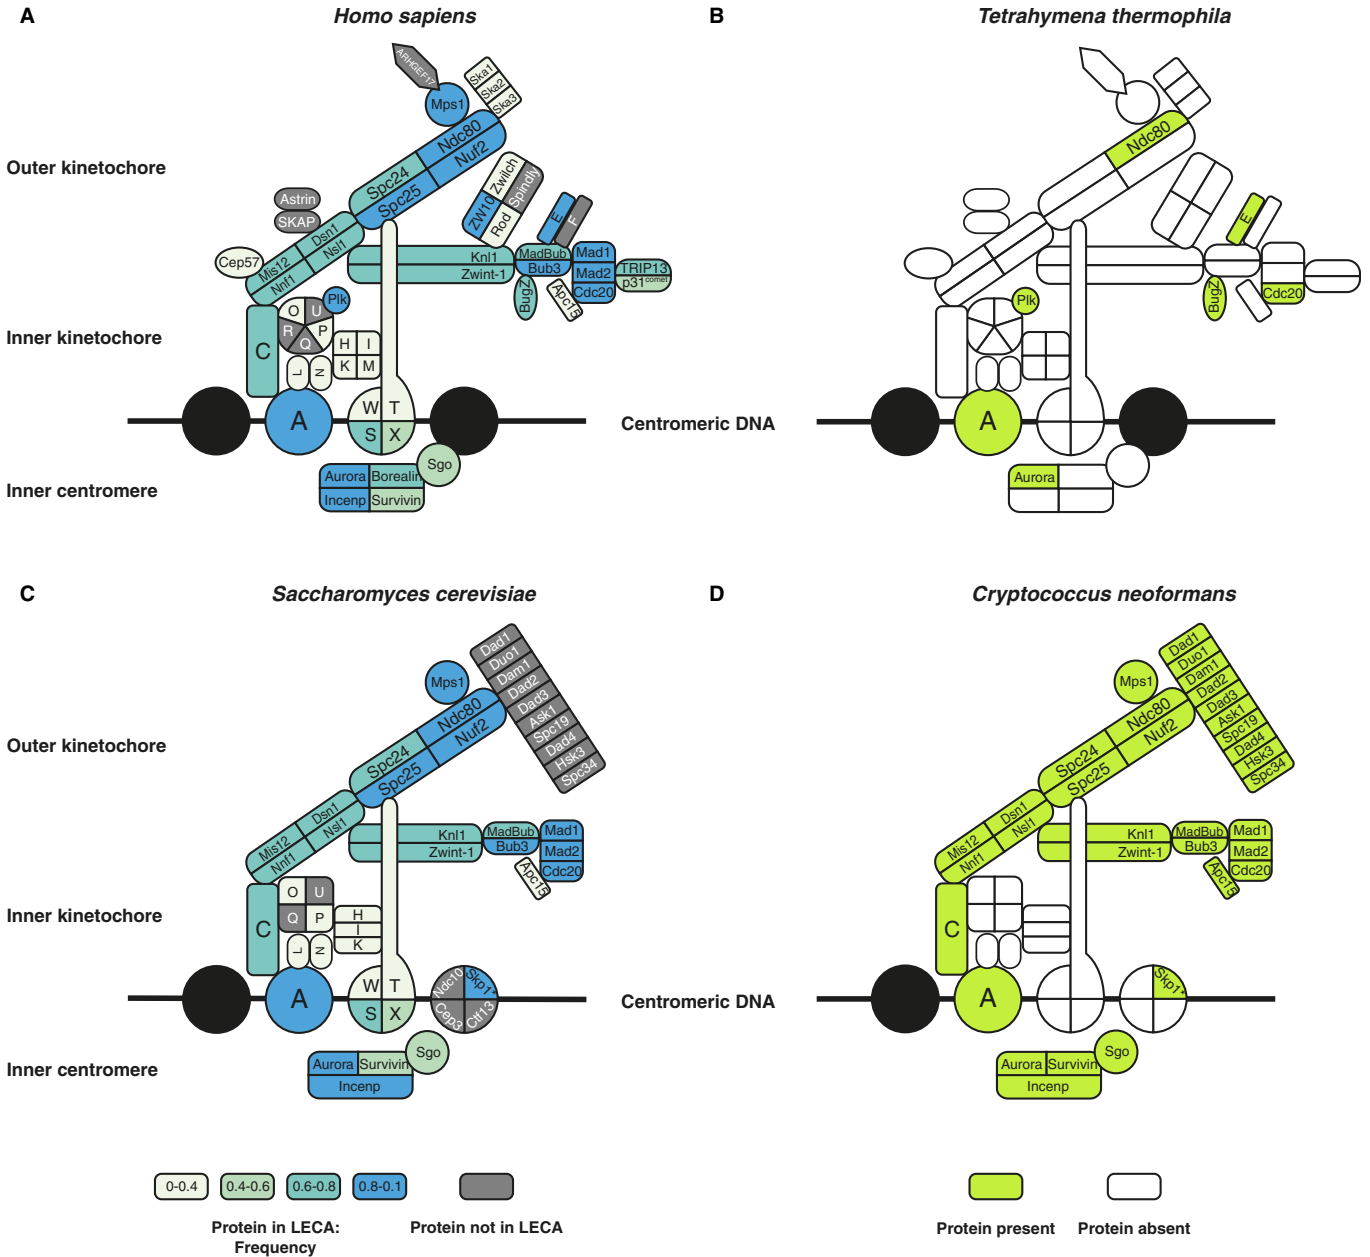 A
Homo sapiens
ARHGEF17
Mps1
Ska1
Ska2
Ska3
Ndc80
Nuf2
Spc24
Spc25
Outer kinetochore
Zwilch
Spindly
ZW10
Rod
E
F
Astrin
SKAP
Dsn1
Nsl1
Mis12
Nnf1
Cep57
Knl1
Zwint-1
MadBub
Bub3
Mad1
Mad2
Cdc20
TRIP13
p31comet
BugZ
Apc15
Plk
O
U
R
P
Q
Inner kinetochore
C
H
I
K
M
L
N
A
W
T
S
X
Centromeric DNA
Sgo
Aurora
Borealin
Incenp
Survivin
Inner centromere
B
Tetrahymena thermophila
Ndc80
E
BugZ
Cdc20
Plk
A
Aurora
C
Saccharomyces cerevisiae
Dad1
Duo1
Dam1
Dad2
Dad3
Ask1
Spc19
Dad4
Hsk3
Spc34
Mps1
Ndc80
Nuf2
Spc24
Spc25
Outer kinetochore
Dsn1
Nsl1
Mis12
Nnf1
Knl1
Zwint-1
MadBub
Bub3
Mad1
Mad2
Cdc20
Apc15
O
U
Q
P
Inner kinetochore
C
H
I
K
L
N
A
W
T
S
X
Ndc10
Skp1*
Cep3
Ctf13
Centromeric DNA
Sgo
Aurora
Survivin
Incenp
Inner centromere
D
Cryptococcus neoformans
Dad1
Duo1
Dam1
Dad2
Dad3
Ask1
Spc19
Dad4
Hsk3
Spc34
Mps1
Ndc80
Nuf2
Spc24
Spc25
Dsn1
Nsl1
Mis12
Nnf1
Knl1
Zwint-1
MadBub
Bub3
Mad1
Mad2
Cdc20
Apc15
C
A
Skp1*
Sgo
Aurora
Survivin
Incenp
0-0.4
0.4-0.6
0.6-0.8
0.8-0.1
Protein in LECA:
Frequency
Protein not in LECA
Protein present
Protein absent